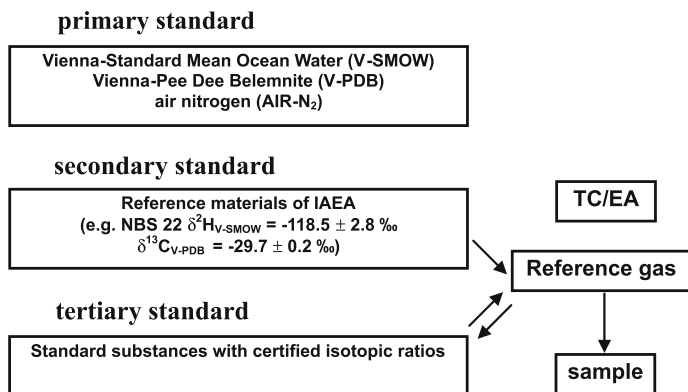 primary standard
Vienna-Standard Mean Ocean Water (V-SMOW)
Vienna-Pee Dee Belemnite (V-PDB)
air nitrogen (AIR-N₂)
secondary standard
Reference materials of IAEA
(e.g. NBS 22 δ²H_V-SMOW = -118.5 ± 2.8 ‰
δ¹³C_V-PDB = -29.7 ± 0.2 ‰)
TC/EA
Reference gas
tertiary standard
Standard substances with certified isotopic ratios
sample